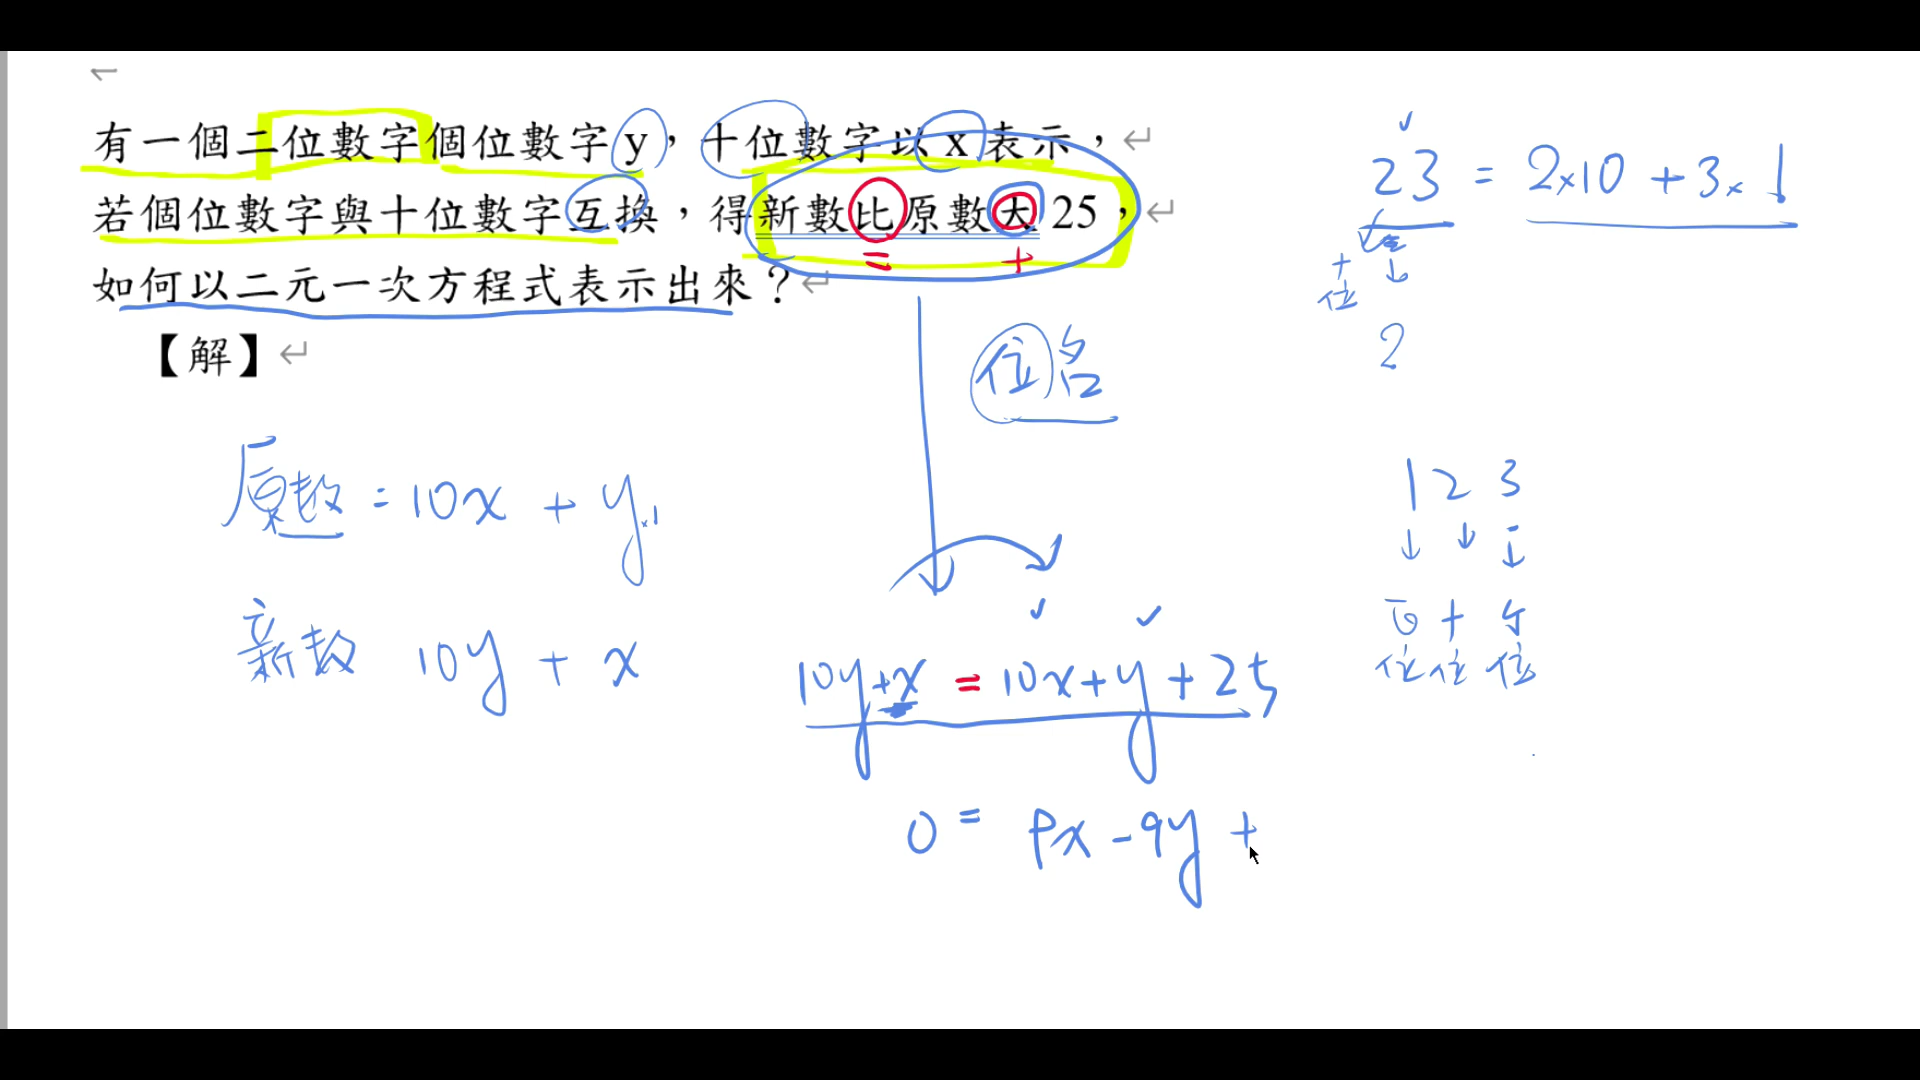 有一個二位數字個位數字y，十位數字以x表示，
若個位數字與十位數字互換，得新數比原數大25，
= +
如何以二元一次方程式表示出來？
【解】
23 = 2×10 + 3×1
十位
2
位名
原數 = 10x + y×1
新數 10y + x
10y+x = 10x+y+25
0 = 9x - 9y +
1 2 3
百位 十位 個位